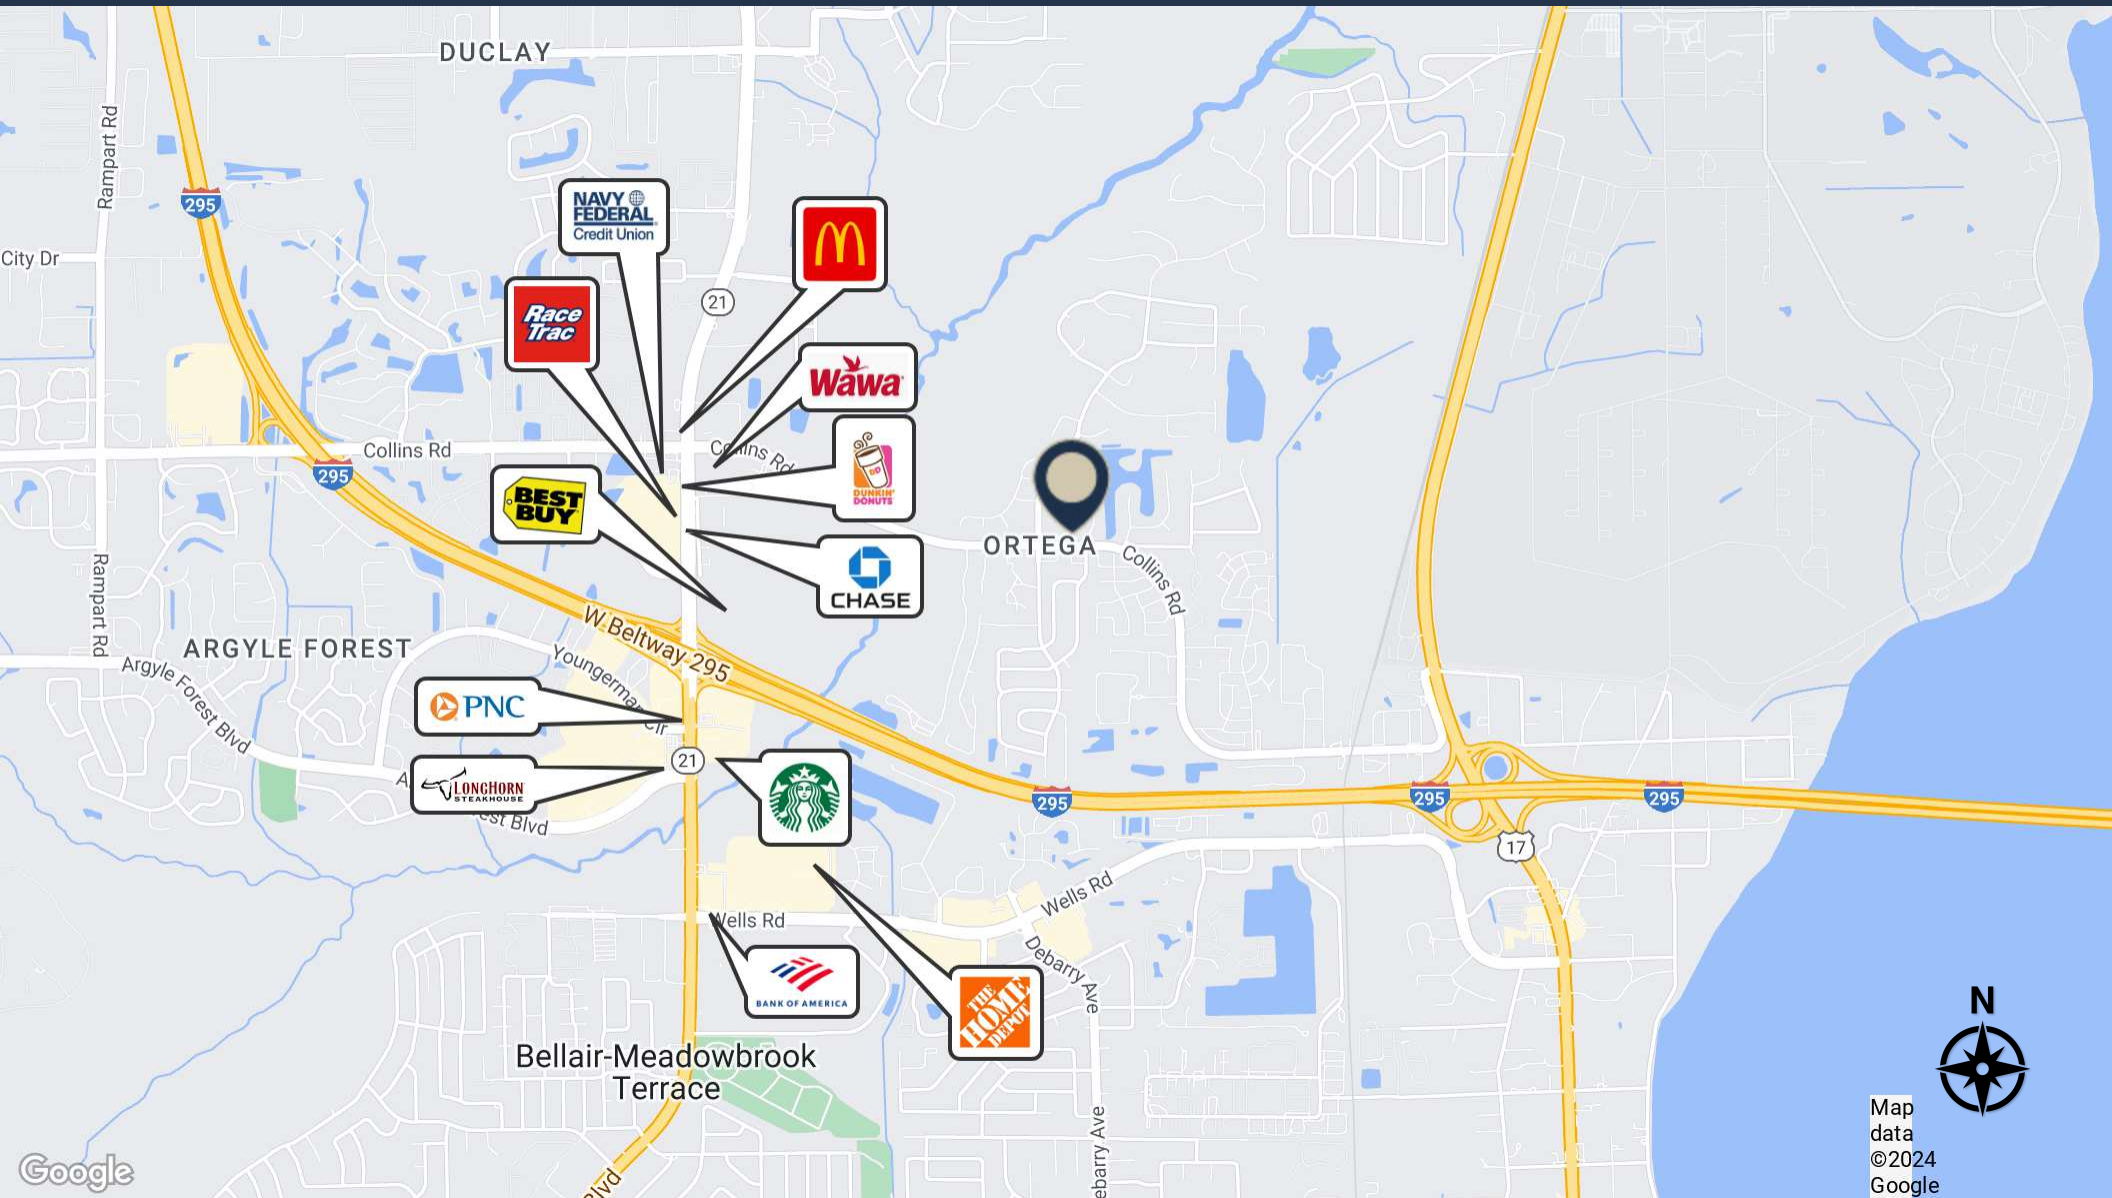 DUCLAY
Rampart Rd
295
NAVY
FEDERAL
Credit Union
City Dr
21
Race
Trac
Wawa
Collins Rd
Collins Rd
295
DD
DUNKIN'
DONUTS
BEST
BUY
ORTEGA
Collins Rd
CHASE
Rampart Rd
W Beltway 295
ARGYLE FOREST
Youngerman Cir
Argyle Forest Blvd
PNC
21
LONGHORN
STEAKHOUSE
A
est Blvd
295
295
295
17
Wells Rd
Wells Rd
Debarry Ave
BANK OF AMERICA
THE
HOME
DEPOT
N
Bellair-Meadowbrook
Terrace
Map
data
©2024
Google
ebarry Ave
Blvd
Google